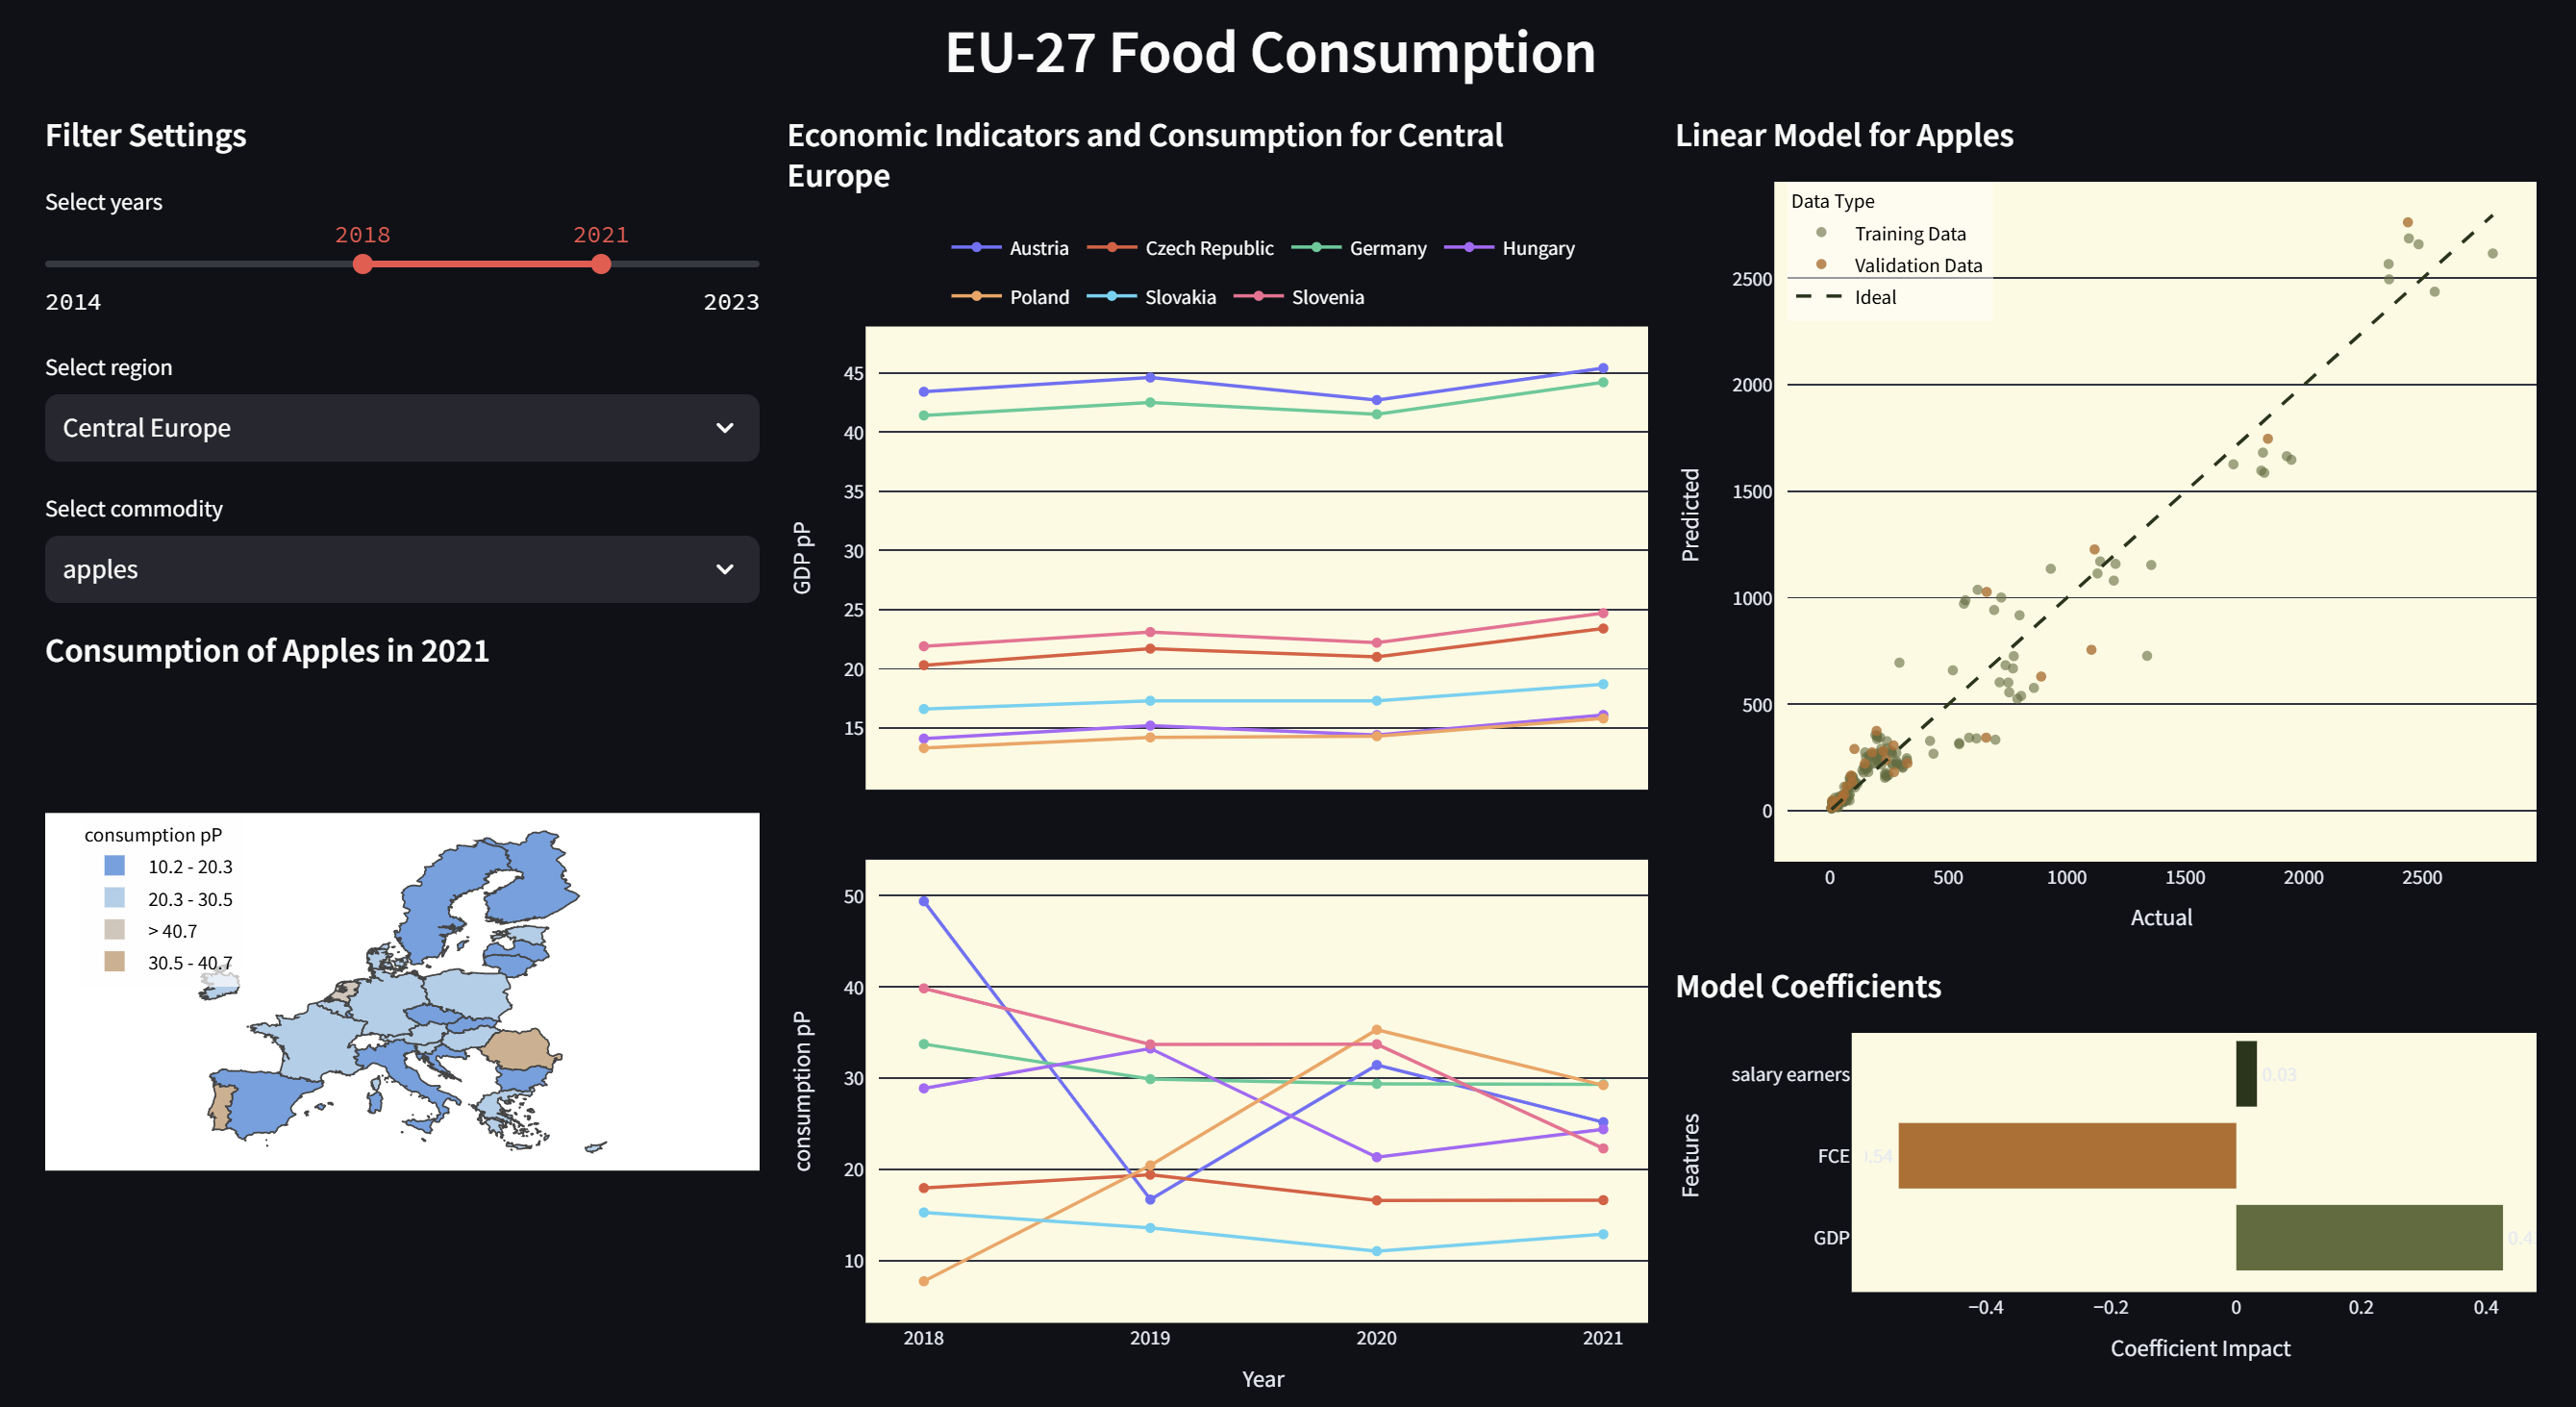 EU-27 Food Consumption
Filter Settings
Select years
2018
2021
2014
2023
Select region
Central Europe
Select commodity
apples
Consumption of Apples in 2021
consumption pP
10.2 - 20.3
20.3 - 30.5
> 40.7
30.5 - 40.7
Economic Indicators and Consumption for Central
Europe
Austria
Czech Republic
Germany
Hungary
Poland
Slovakia
Slovenia
45
40
35
30
25
20
15
GDP pP
50
40
30
20
10
consumption pP
2018
2019
2020
2021
Year
Linear Model for Apples
Data Type
Training Data
Validation Data
Ideal
2500
2000
1500
1000
500
0
Predicted
0
500
1000
1500
2000
2500
Actual
Model Coefficients
salary earners
0.03
FCE
.54
GDP
0.4
Features
−0.4
−0.2
0
0.2
0.4
Coefficient Impact